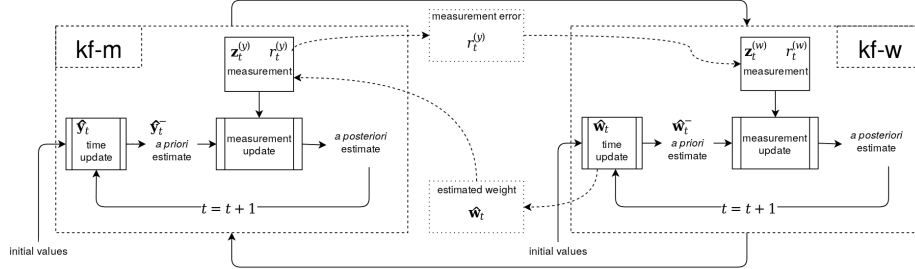 kf-m
z_t^(y) r_t^(y)
measurement
measurement error
r_t^(y)
z_t^(w) r_t^(w)
measurement
kf-w
ŷ_t
time
update
ŷ_t^-
a priori
estimate
measurement
update
a posteriori
estimate
t = t + 1
initial values
estimated weight
ŵ_t
ŵ_t
time
update
ŵ_t^-
a priori
estimate
measurement
update
a posteriori
estimate
t = t + 1
initial values